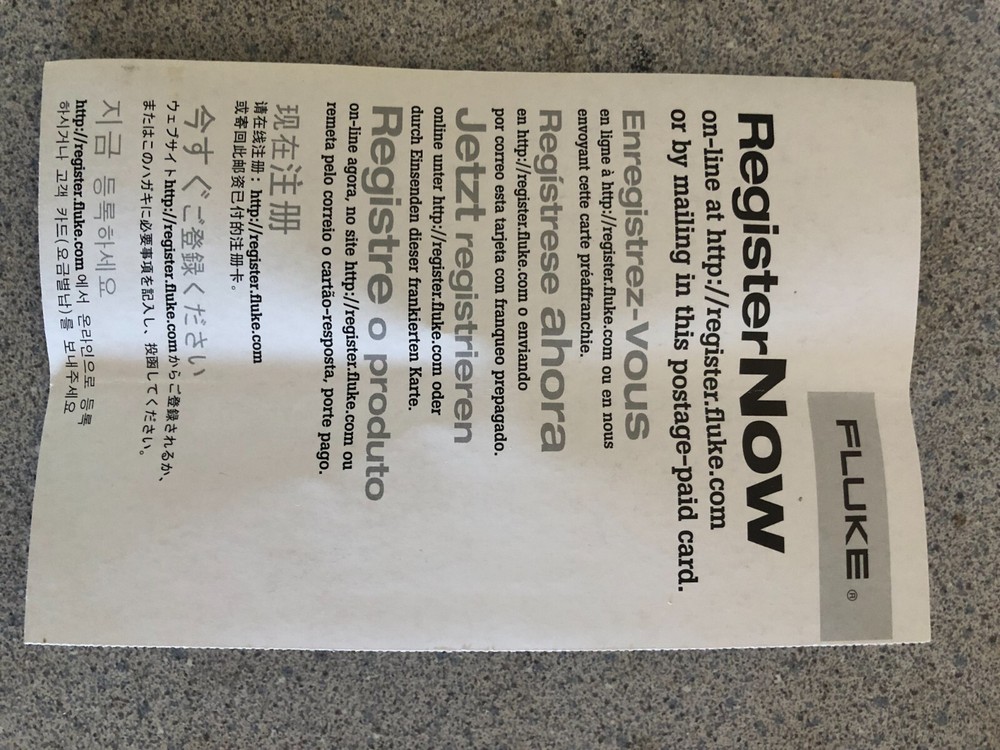 FLUKE®
RegisterNow
on-line at http://register.fluke.com
or by mailing in this postage-paid card.
Enregistrez-vous
en ligne à http://register.fluke.com ou en nous
envoyant cette carte préaffranchie.
Regístrese ahora
en http://register.fluke.com o enviando
por correo esta tarjeta con franqueo prepagado.
Jetzt registrieren
online unter http://register.fluke.com oder
durch Einsenden dieser frankierten Karte.
Registre o produto
on-line agora, no site http://register.fluke.com ou
remeta pelo correio o cartão-resposta, porte pago.
现在注册
请在线注册：http://register.fluke.com
或寄回此邮资已付的注册卡。
今すぐご登録ください
ウェブサイトhttp://register.fluke.comからご登録されるか、
またはこのハガキに必要事項を記入し、投函してください。
지금 등록하세요
http://register.fluke.com에서 온라인으로 등록
하시거나 고객 카드(요금별납)를 보내주세요